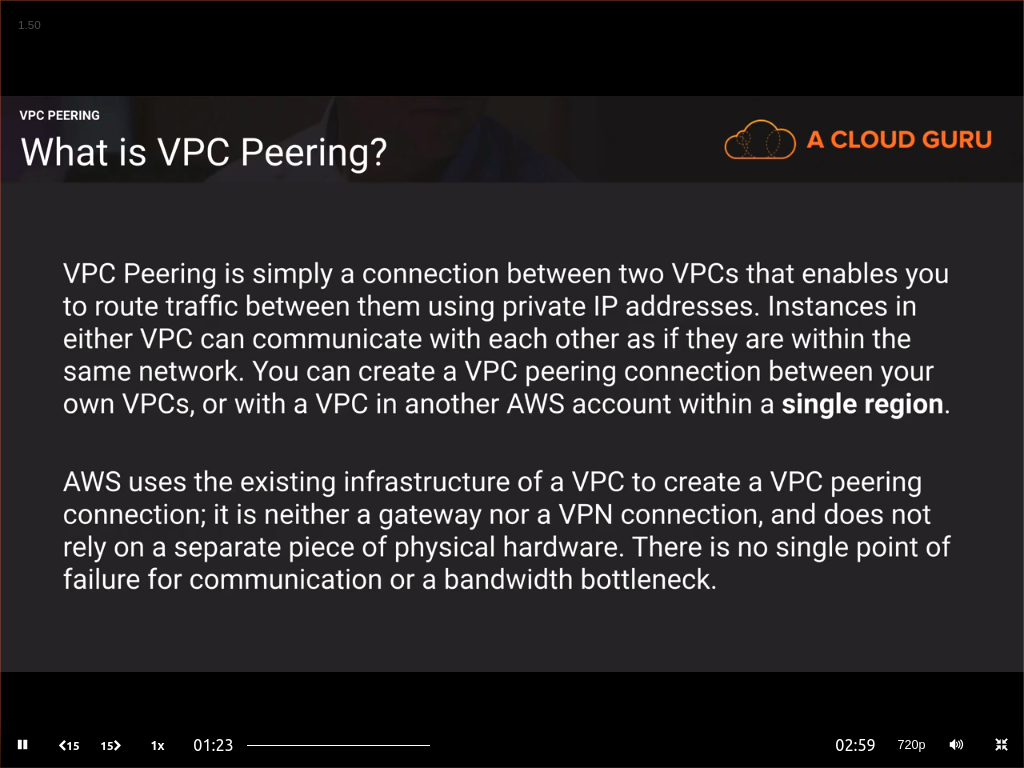 1.50
VPC PEERING
What is VPC Peering?
A CLOUD GURU
VPC Peering is simply a connection between two VPCs that enables you
to route traffic between them using private IP addresses. Instances in
either VPC can communicate with each other as if they are within the
same network. You can create a VPC peering connection between your
own VPCs, or with a VPC in another AWS account within a single region.
AWS uses the existing infrastructure of a VPC to create a VPC peering
connection; it is neither a gateway nor a VPN connection, and does not
rely on a separate piece of physical hardware. There is no single point of
failure for communication or a bandwidth bottleneck.
15 15 1x 01:23 02:59 720p